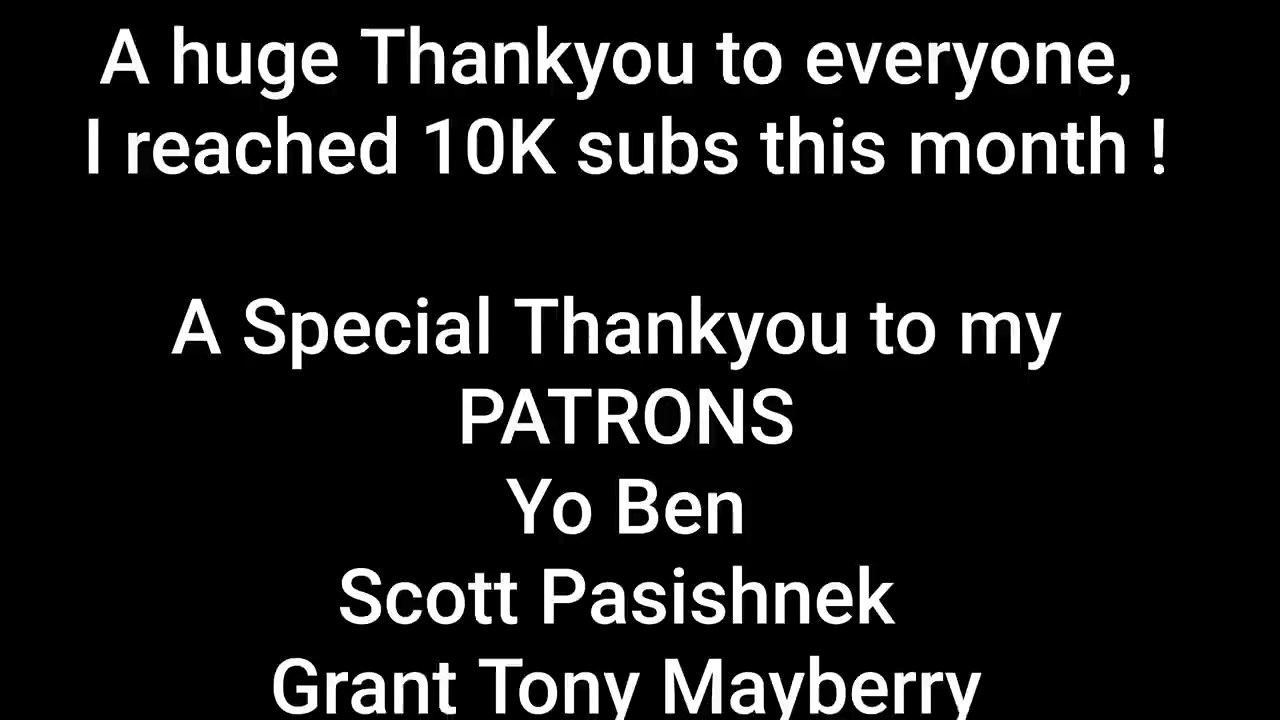 A huge Thankyou to everyone,
I reached 10K subs this month !
A Special Thankyou to my
PATRONS
Yo Ben
Scott Pasishnek
Grant Tony Mayberry